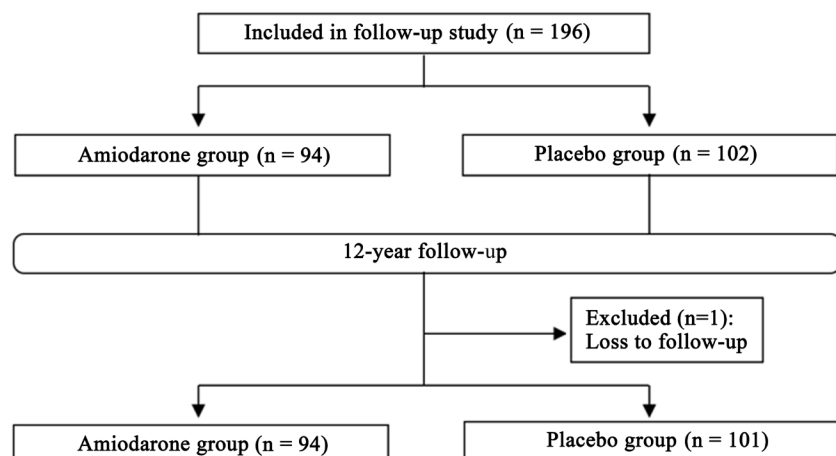 Included in follow-up study (n = 196)
Amiodarone group (n = 94)
Placebo group (n = 102)
12-year follow-up
Excluded (n=1):
Loss to follow-up
Amiodarone group (n = 94)
Placebo group (n = 101)